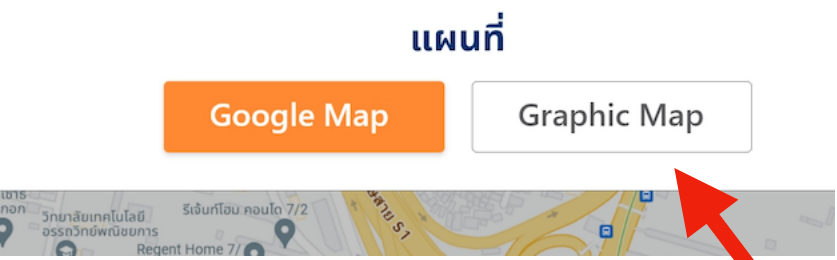 แผนที่
Google Map
Graphic Map
วิทยาลัยเทคโนโลยี
อรรถวิทย์พณิชยการ
รีเจ้นท์โฮม คอนโด 7/2
Regent Home 7/
S1